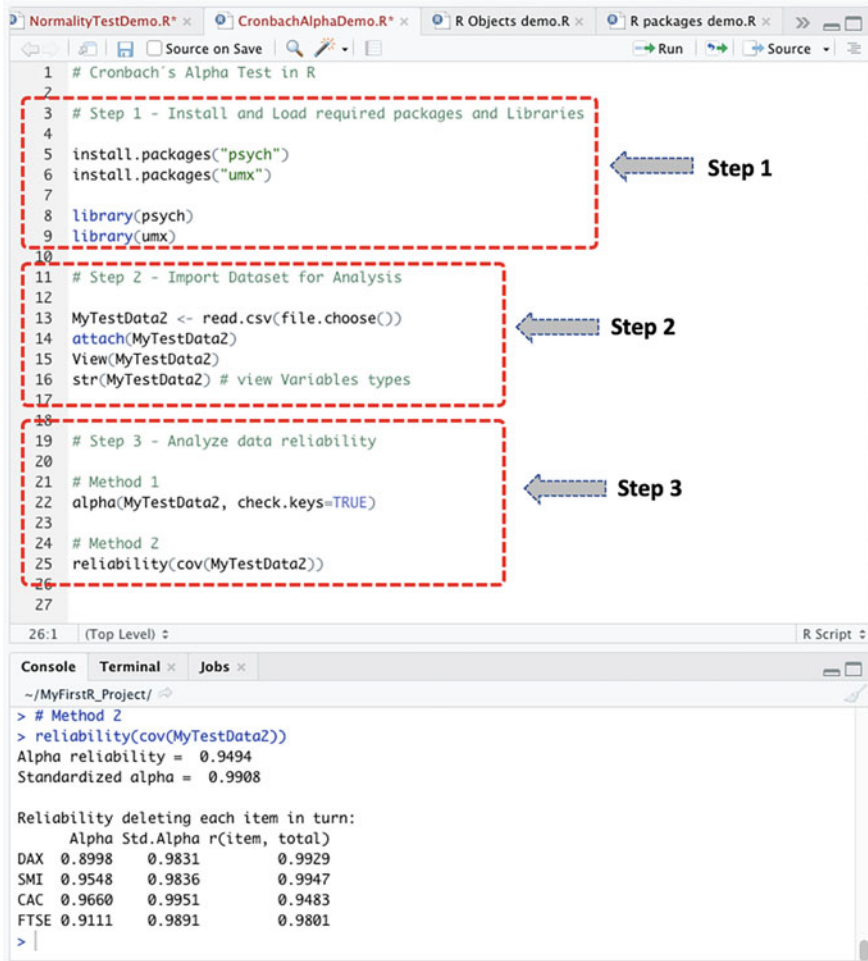 NormalityTestDemo.R* × CronbachAlphaDemo.R* × R Objects demo.R × R packages demo.R ×
Source on Save Run Source
1 # Cronbach`s Alpha Test in R
2
3 # Step 1 - Install and Load required packages and Libraries
4
5 install.packages("psych")
6 install.packages("umx")
7
8 library(psych)
9 library(umx)
10
Step 1
11 # Step 2 - Import Dataset for Analysis
12
13 MyTestData2 <- read.csv(file.choose())
14 attach(MyTestData2)
15 View(MyTestData2)
16 str(MyTestData2) # view Variables types
17
Step 2
18
19 # Step 3 - Analyze data reliability
20
21 # Method 1
22 alpha(MyTestData2, check.keys=TRUE)
23
24 # Method 2
25 reliability(cov(MyTestData2))
26
Step 3
27
26:1 (Top Level) R Script
Console Terminal × Jobs ×
~/MyFirstR_Project/
> # Method 2
> reliability(cov(MyTestData2))
Alpha reliability = 0.9494
Standardized alpha = 0.9908
Reliability deleting each item in turn:
Alpha Std.Alpha r(item, total)
DAX 0.8998 0.9831 0.9929
SMI 0.9548 0.9836 0.9947
CAC 0.9660 0.9951 0.9483
FTSE 0.9111 0.9891 0.9801
>